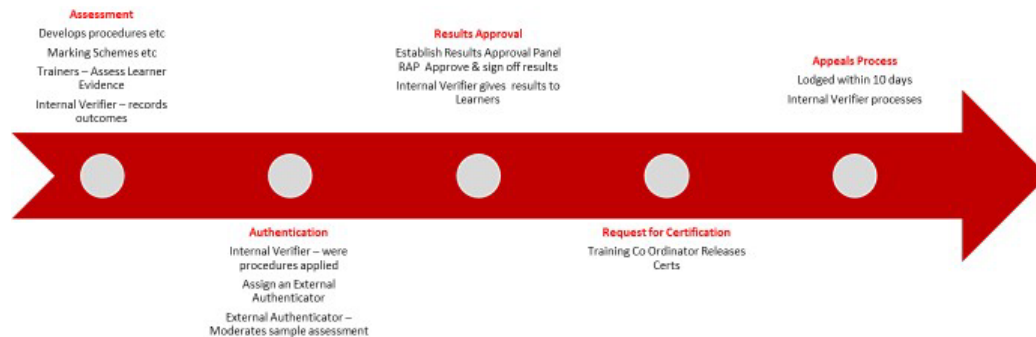 Assessment
Develops procedures etc
Marking Schemes etc
Trainers – Assess Learner
Evidence
Internal Verifier – records
outcomes
Authentication
Internal Verifier – were
procedures applied
Assign an External
Authenticator
External Authenticator –
Moderates sample assessment
Results Approval
Establish Results Approval Panel
RAP Approve & sign off results
Internal Verifier gives results to
Learners
Request for Certification
Training Co Ordinator Releases
Certs
Appeals Process
Lodged within 10 days
Internal Verifier processes